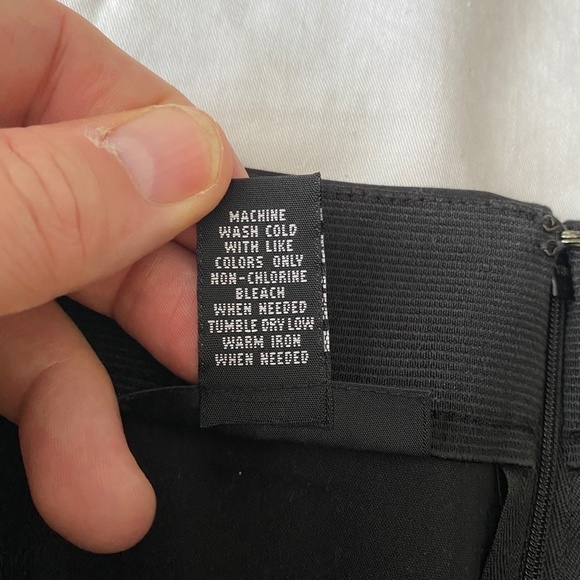 MACHINE
WASH COLD
WITH LIKE
COLORS ONLY
NON-CHLORINE
BLEACH
WHEN NEEDED
TUMBLE DRY LOW
WARM IRON
WHEN NEEDED